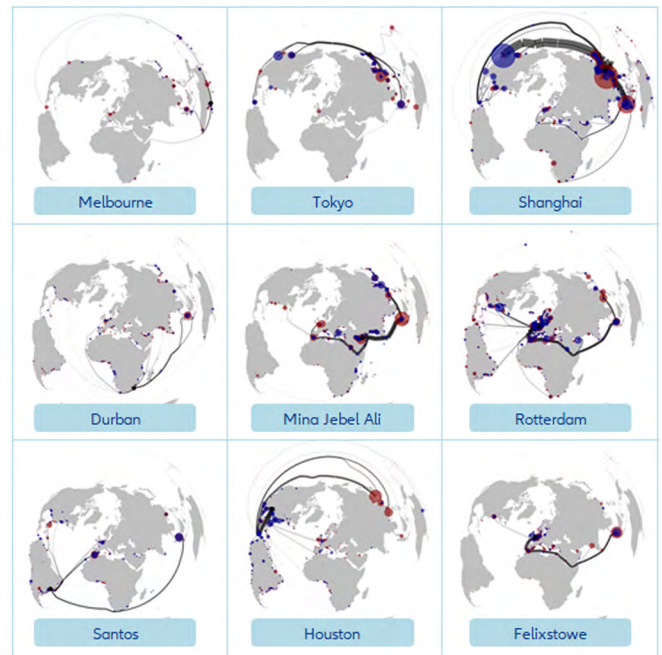 Melbourne
Tokyo
Shanghai
Durban
Mina Jebel Ali
Rotterdam
Santos
Houston
Felixstowe